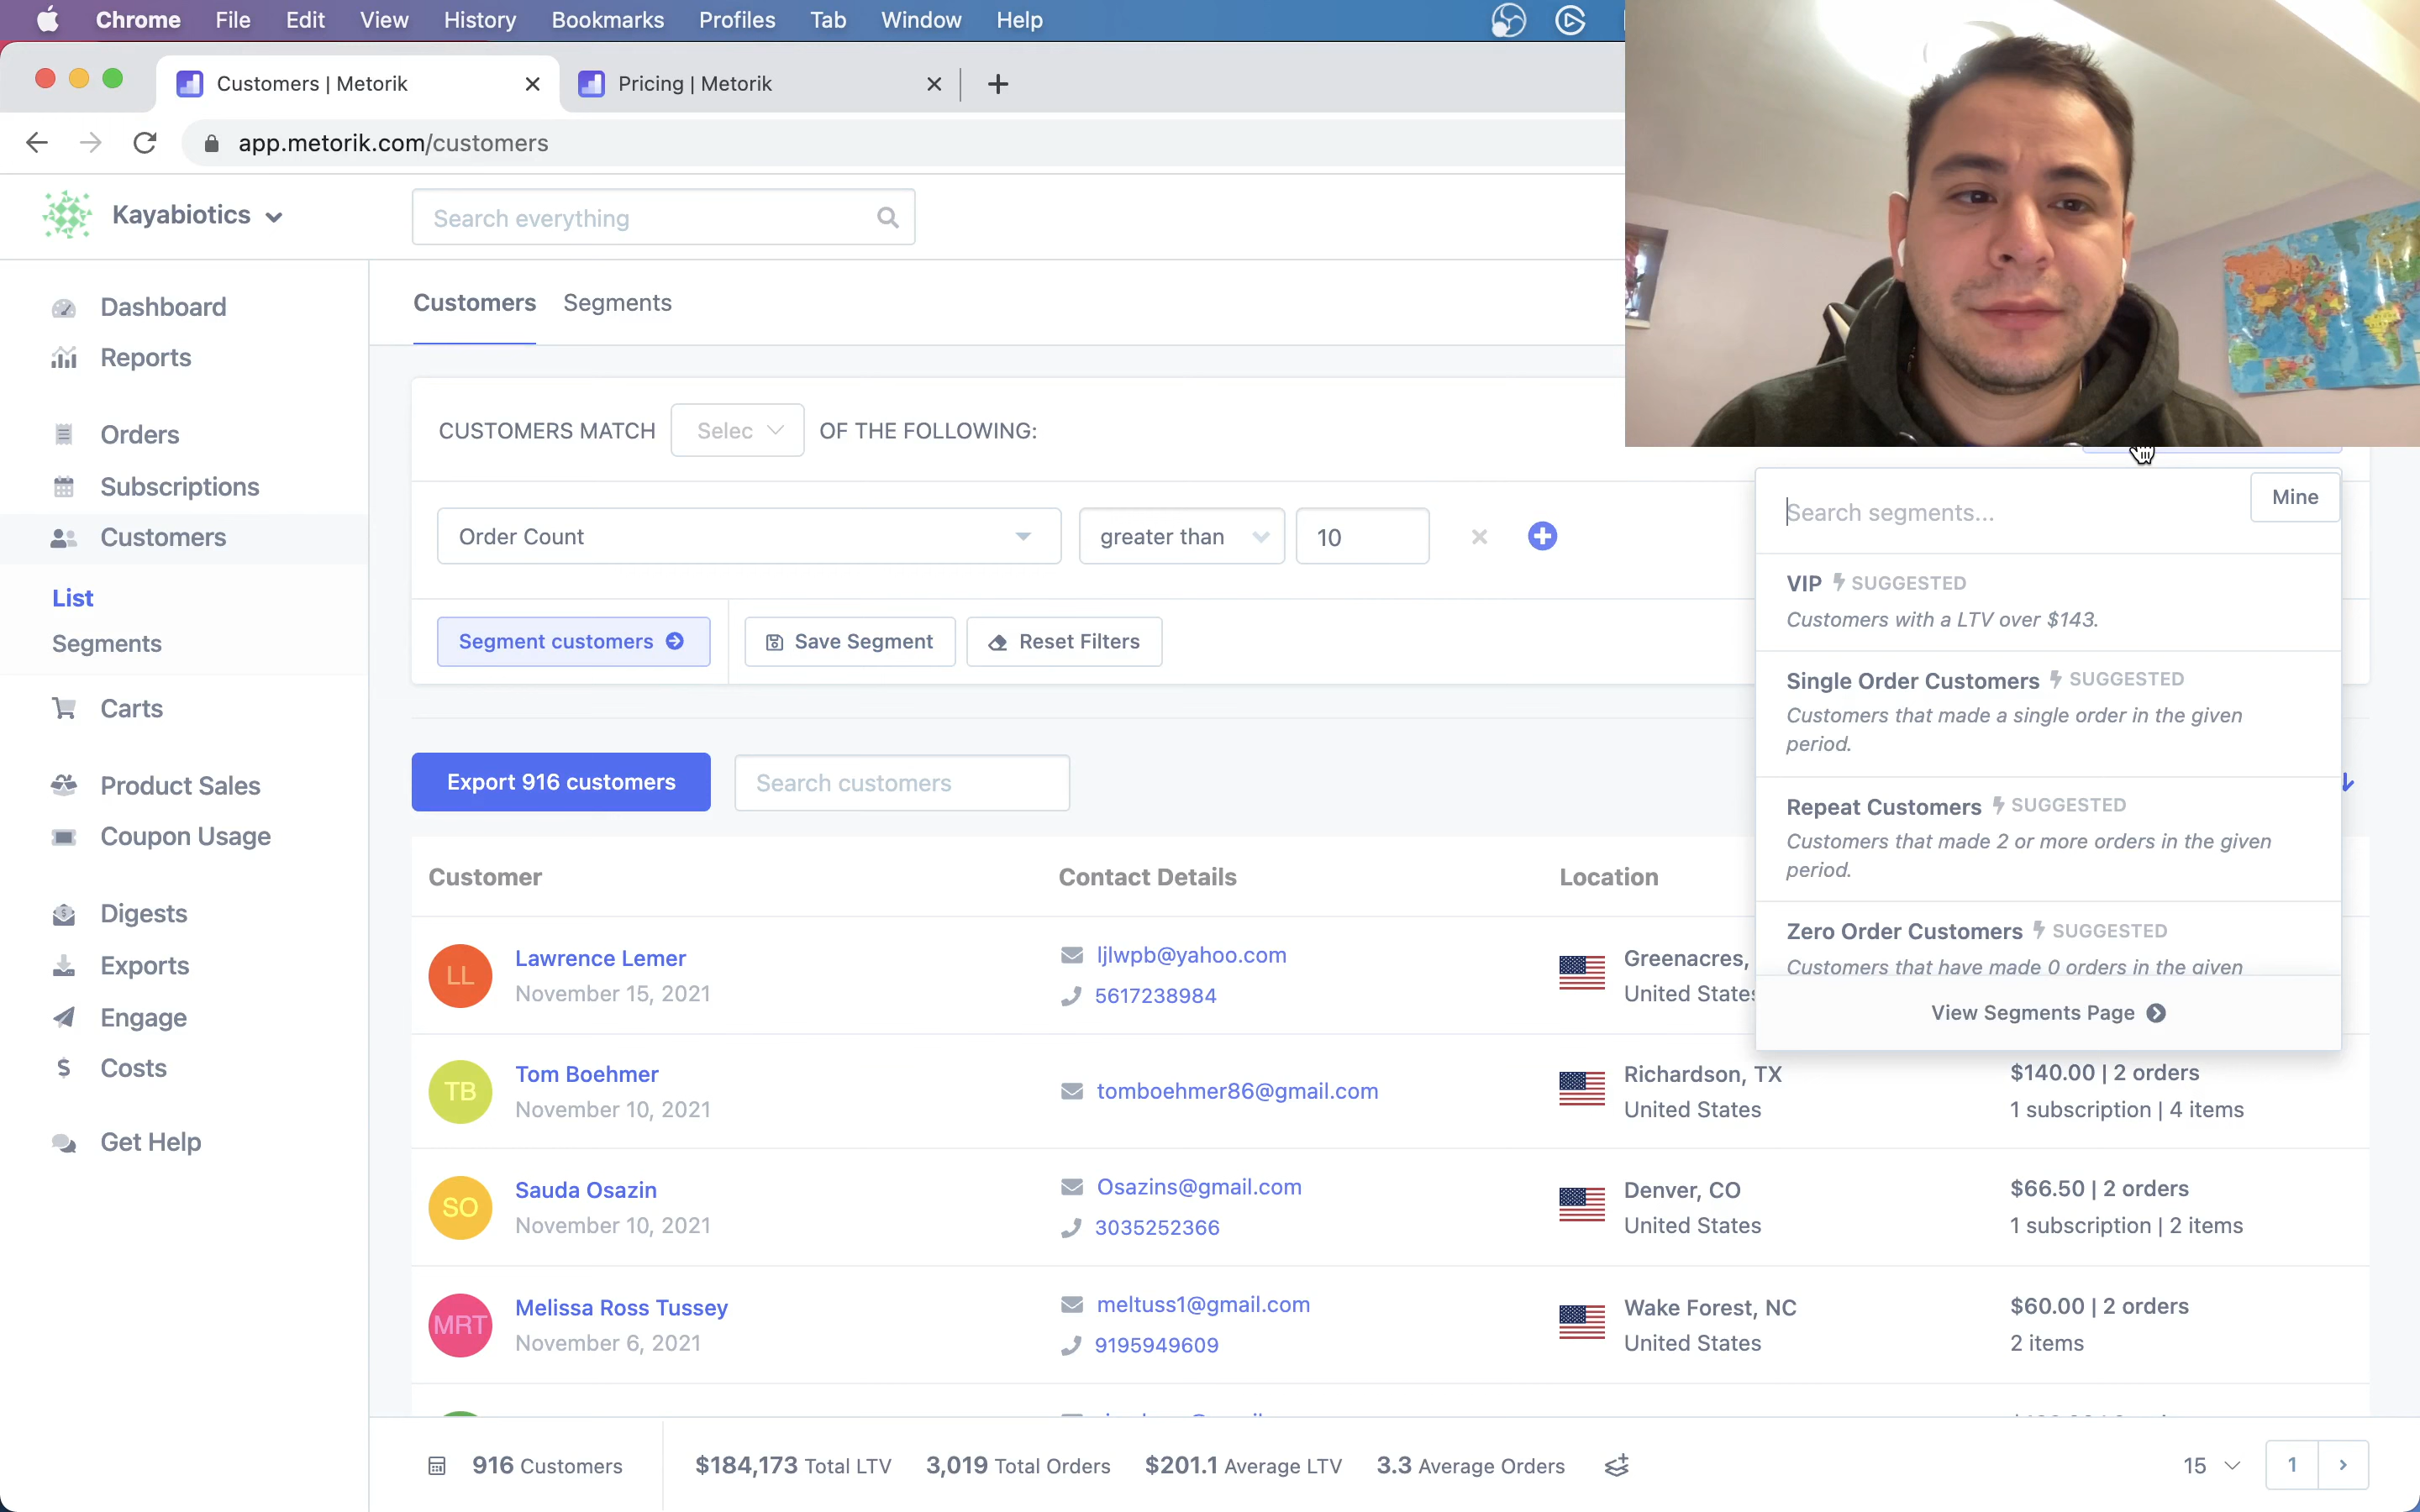 Chrome File Edit View History Bookmarks Profiles Tab Window Help
Customers | Metorik
Pricing | Metorik
app.metorik.com/customers
Kayabiotics
Search everything
Dashboard
Reports
Orders
Subscriptions
Customers
List
Segments
Carts
Product Sales
Coupon Usage
Digests
Exports
Engage
Costs
Get Help
Customers Segments
CUSTOMERS MATCH Selec OF THE FOLLOWING:
Order Count greater than 10
Segment customers Save Segment Reset Filters
Search segments... Mine
VIP SUGGESTED
Customers with a LTV over $143.
Single Order Customers SUGGESTED
Customers that made a single order in the given
period.
Repeat Customers SUGGESTED
Customers that made 2 or more orders in the given
period.
Zero Order Customers SUGGESTED
Customers that have made 0 orders in the given
View Segments Page
Export 916 customers Search customers
Customer Contact Details Location
LL Lawrence Lemer ljlwpb@yahoo.com Greenacres,
November 15, 2021 5617238984 United States
TB Tom Boehmer tomboehmer86@gmail.com Richardson, TX $140.00 | 2 orders
November 10, 2021 United States 1 subscription | 4 items
SO Sauda Osazin Osazins@gmail.com Denver, CO $66.50 | 2 orders
November 10, 2021 3035252366 United States 1 subscription | 2 items
MRT Melissa Ross Tussey meltuss1@gmail.com Wake Forest, NC $60.00 | 2 orders
November 6, 2021 9195949609 United States 2 items
916 Customers $184,173 Total LTV 3,019 Total Orders $201.1 Average LTV 3.3 Average Orders 15 1